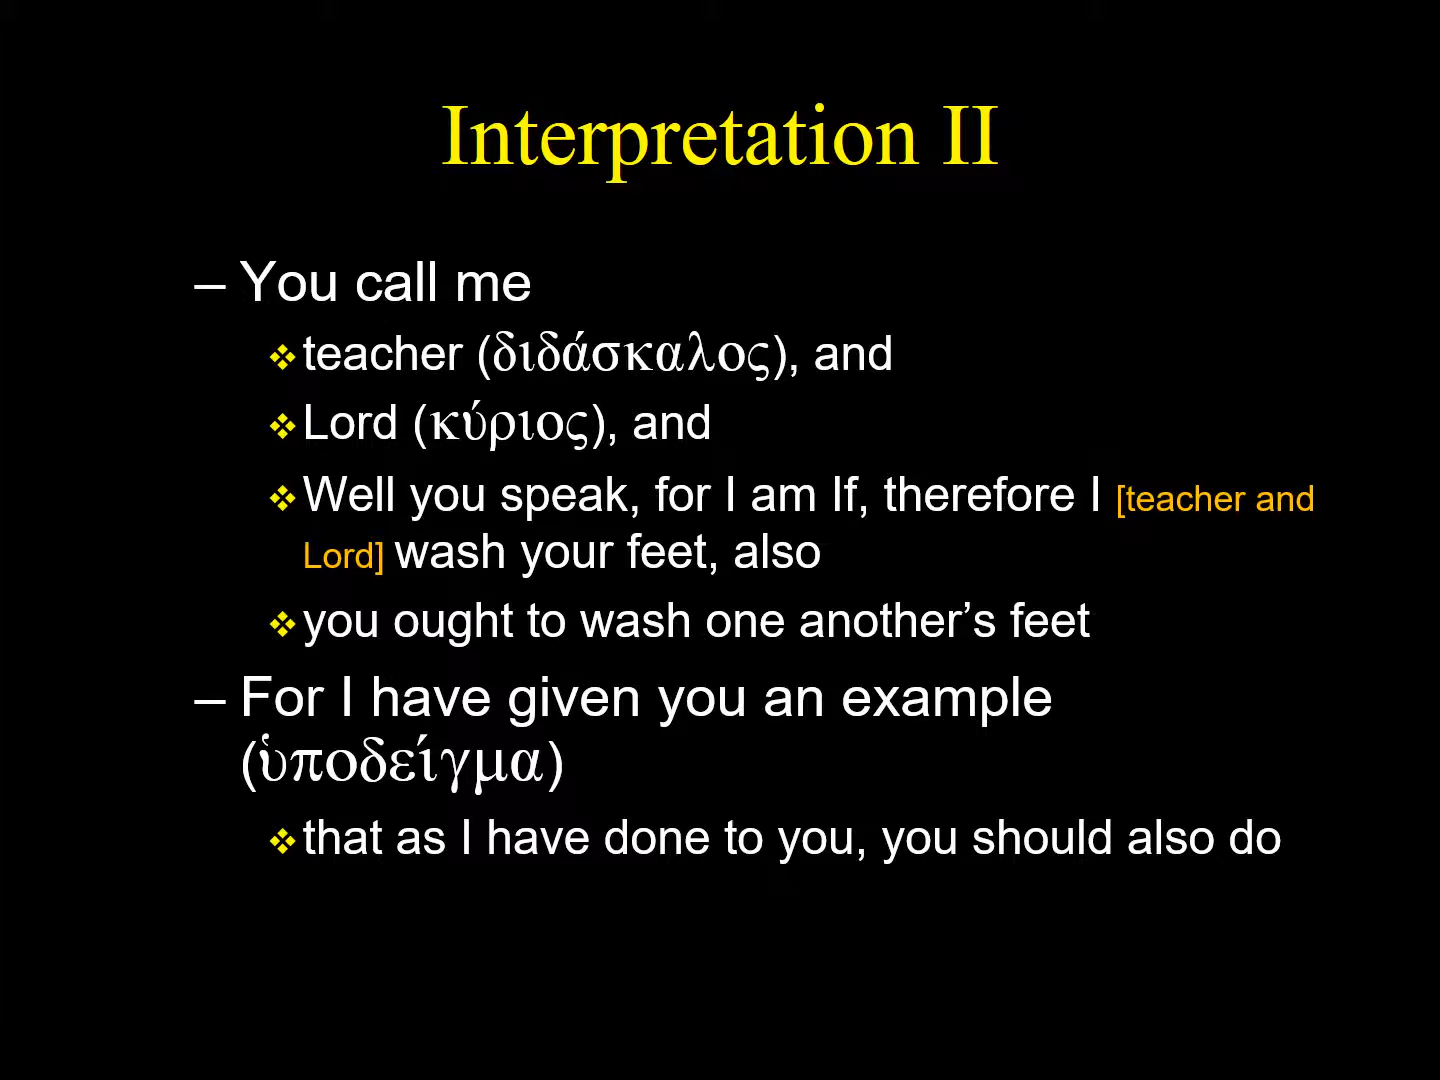 Interpretation II
– You call me
❖ teacher (διδάσκαλος), and
❖ Lord (κύριος), and
❖ Well you speak, for I am If, therefore I [teacher and
Lord] wash your feet, also
❖ you ought to wash one another’s feet
– For I have given you an example
(ὑποδείγμα)
❖ that as I have done to you, you should also do